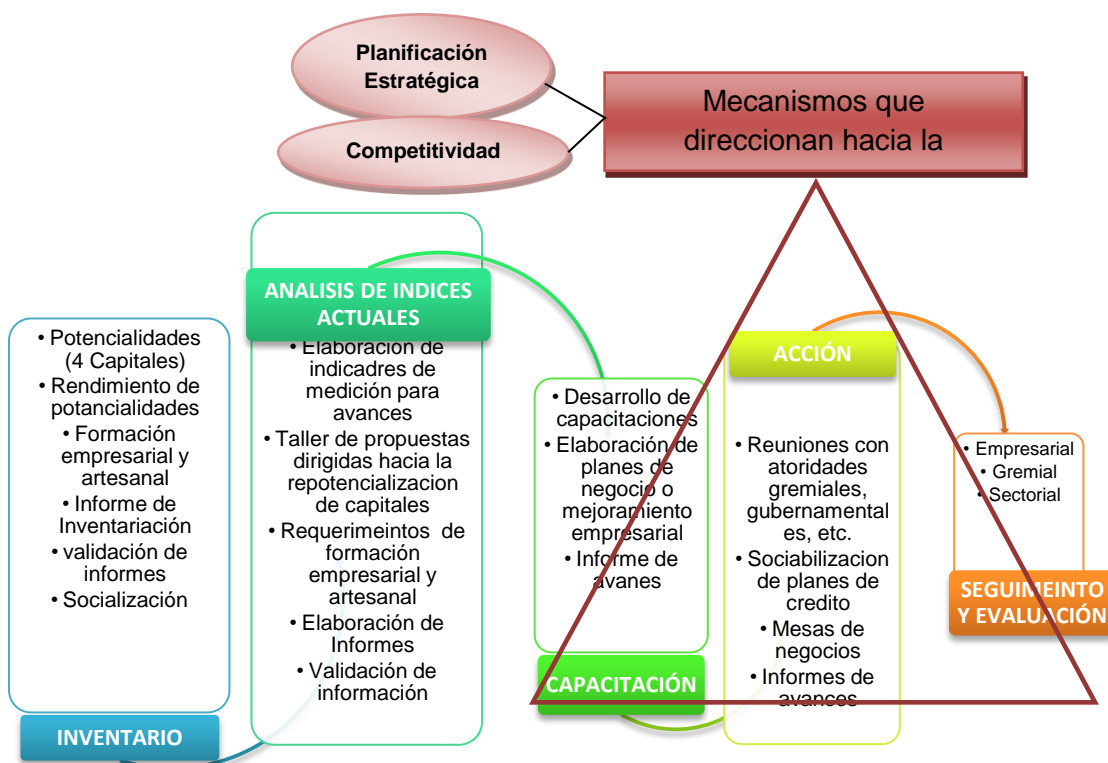 Planificación
Estratégica
Competitividad
Mecanismos que
direccionan hacia la
• Potencialidades
(4 Capitales)
• Rendimiento de
potancialidades
• Formación
empresarial y
artesanal
• Informe de
Inventariación
• validación de
informes
• Socialización
INVENTARIO
ANALISIS DE INDICES
ACTUALES
• Elaboración de
indicadres de
medición para
avances
• Taller de propuestas
dirigidas hacia la
repotencializacion
de capitales
• Requerimeintos de
formación
empresarial y
artesanal
• Elaboración de
Informes
• Validación de
información
• Desarrollo de
capacitaciones
• Elaboración de
planes de
negocio o
mejoramiento
empresarial
• Informe de
avanes
CAPACITACIÓN
ACCIÓN
• Reuniones con
atoridades
gremiales,
gubernamental
es, etc.
• Sociabilizacion
de planes de
credito
• Mesas de
negocios
• Informes de
avances
• Empresarial
• Gremial
• Sectorial
SEGUIMEINTO
Y EVALUACIÓN